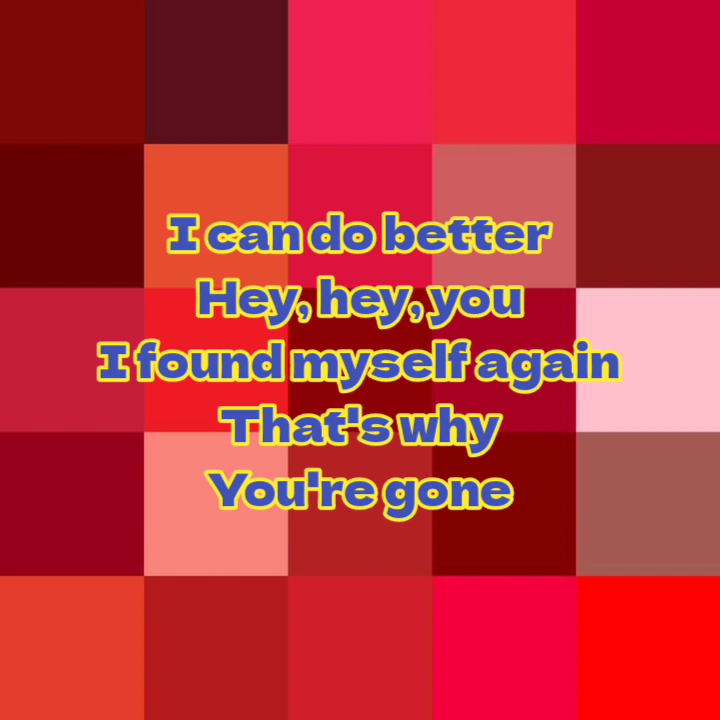 I can do better
Hey, hey, you
I found myself again
That's why
You're gone